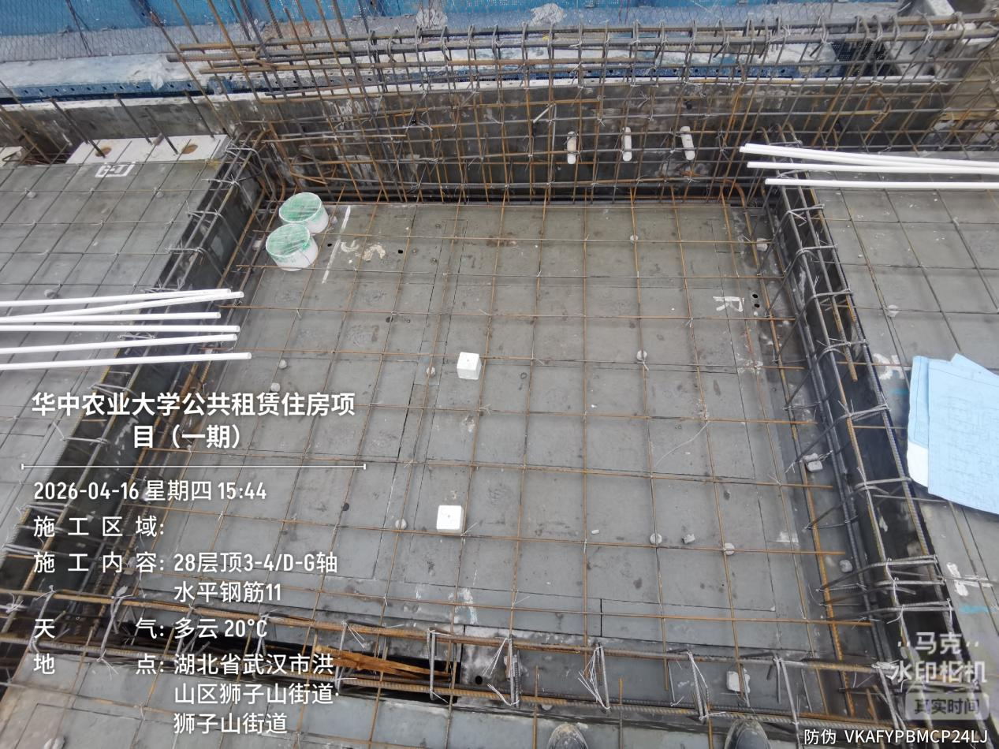 华中农业大学公共租赁住房项
目（一期）
2026-04-16 星期四 15:44
施工区域:
施工内容: 28层顶3-4/D-G轴
水平钢筋11
天气: 多云 20°C
地点: 湖北省武汉市洪
山区狮子山街道·
狮子山街道
马克
水印相机
真实时间
防伪 VKAFYPBMCP24LJ